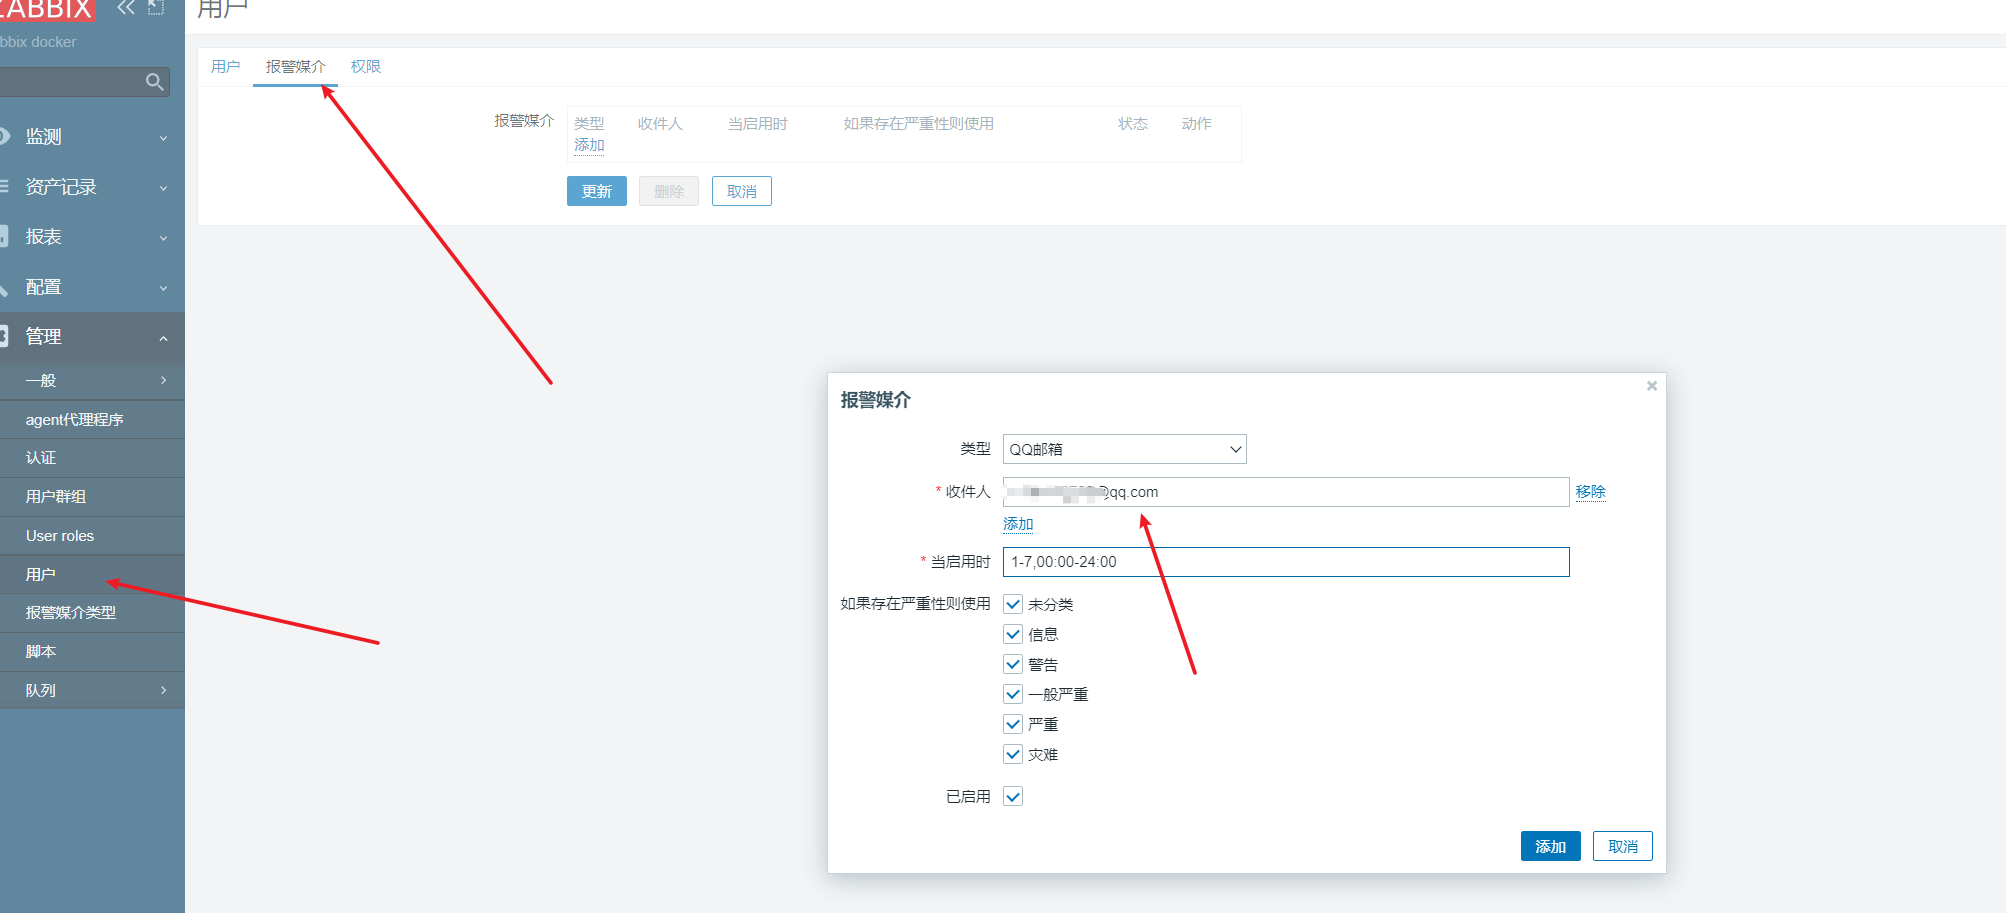 ZABBIX
用户
bbix docker
用户 报警媒介 权限
报警媒介 类型 收件人 当启用时 如果存在严重性则使用 状态 动作
添加
更新 删除 取消
监测
资产记录
报表
配置
管理
一般
agent代理程序
认证
用户群组
User roles
用户
报警媒介类型
脚本
队列
报警媒介
类型 QQ邮箱
* 收件人 @qq.com 移除
添加
* 当启用时 1-7,00:00-24:00
如果存在严重性则使用 未分类
信息
警告
一般严重
严重
灾难
已启用
添加 取消